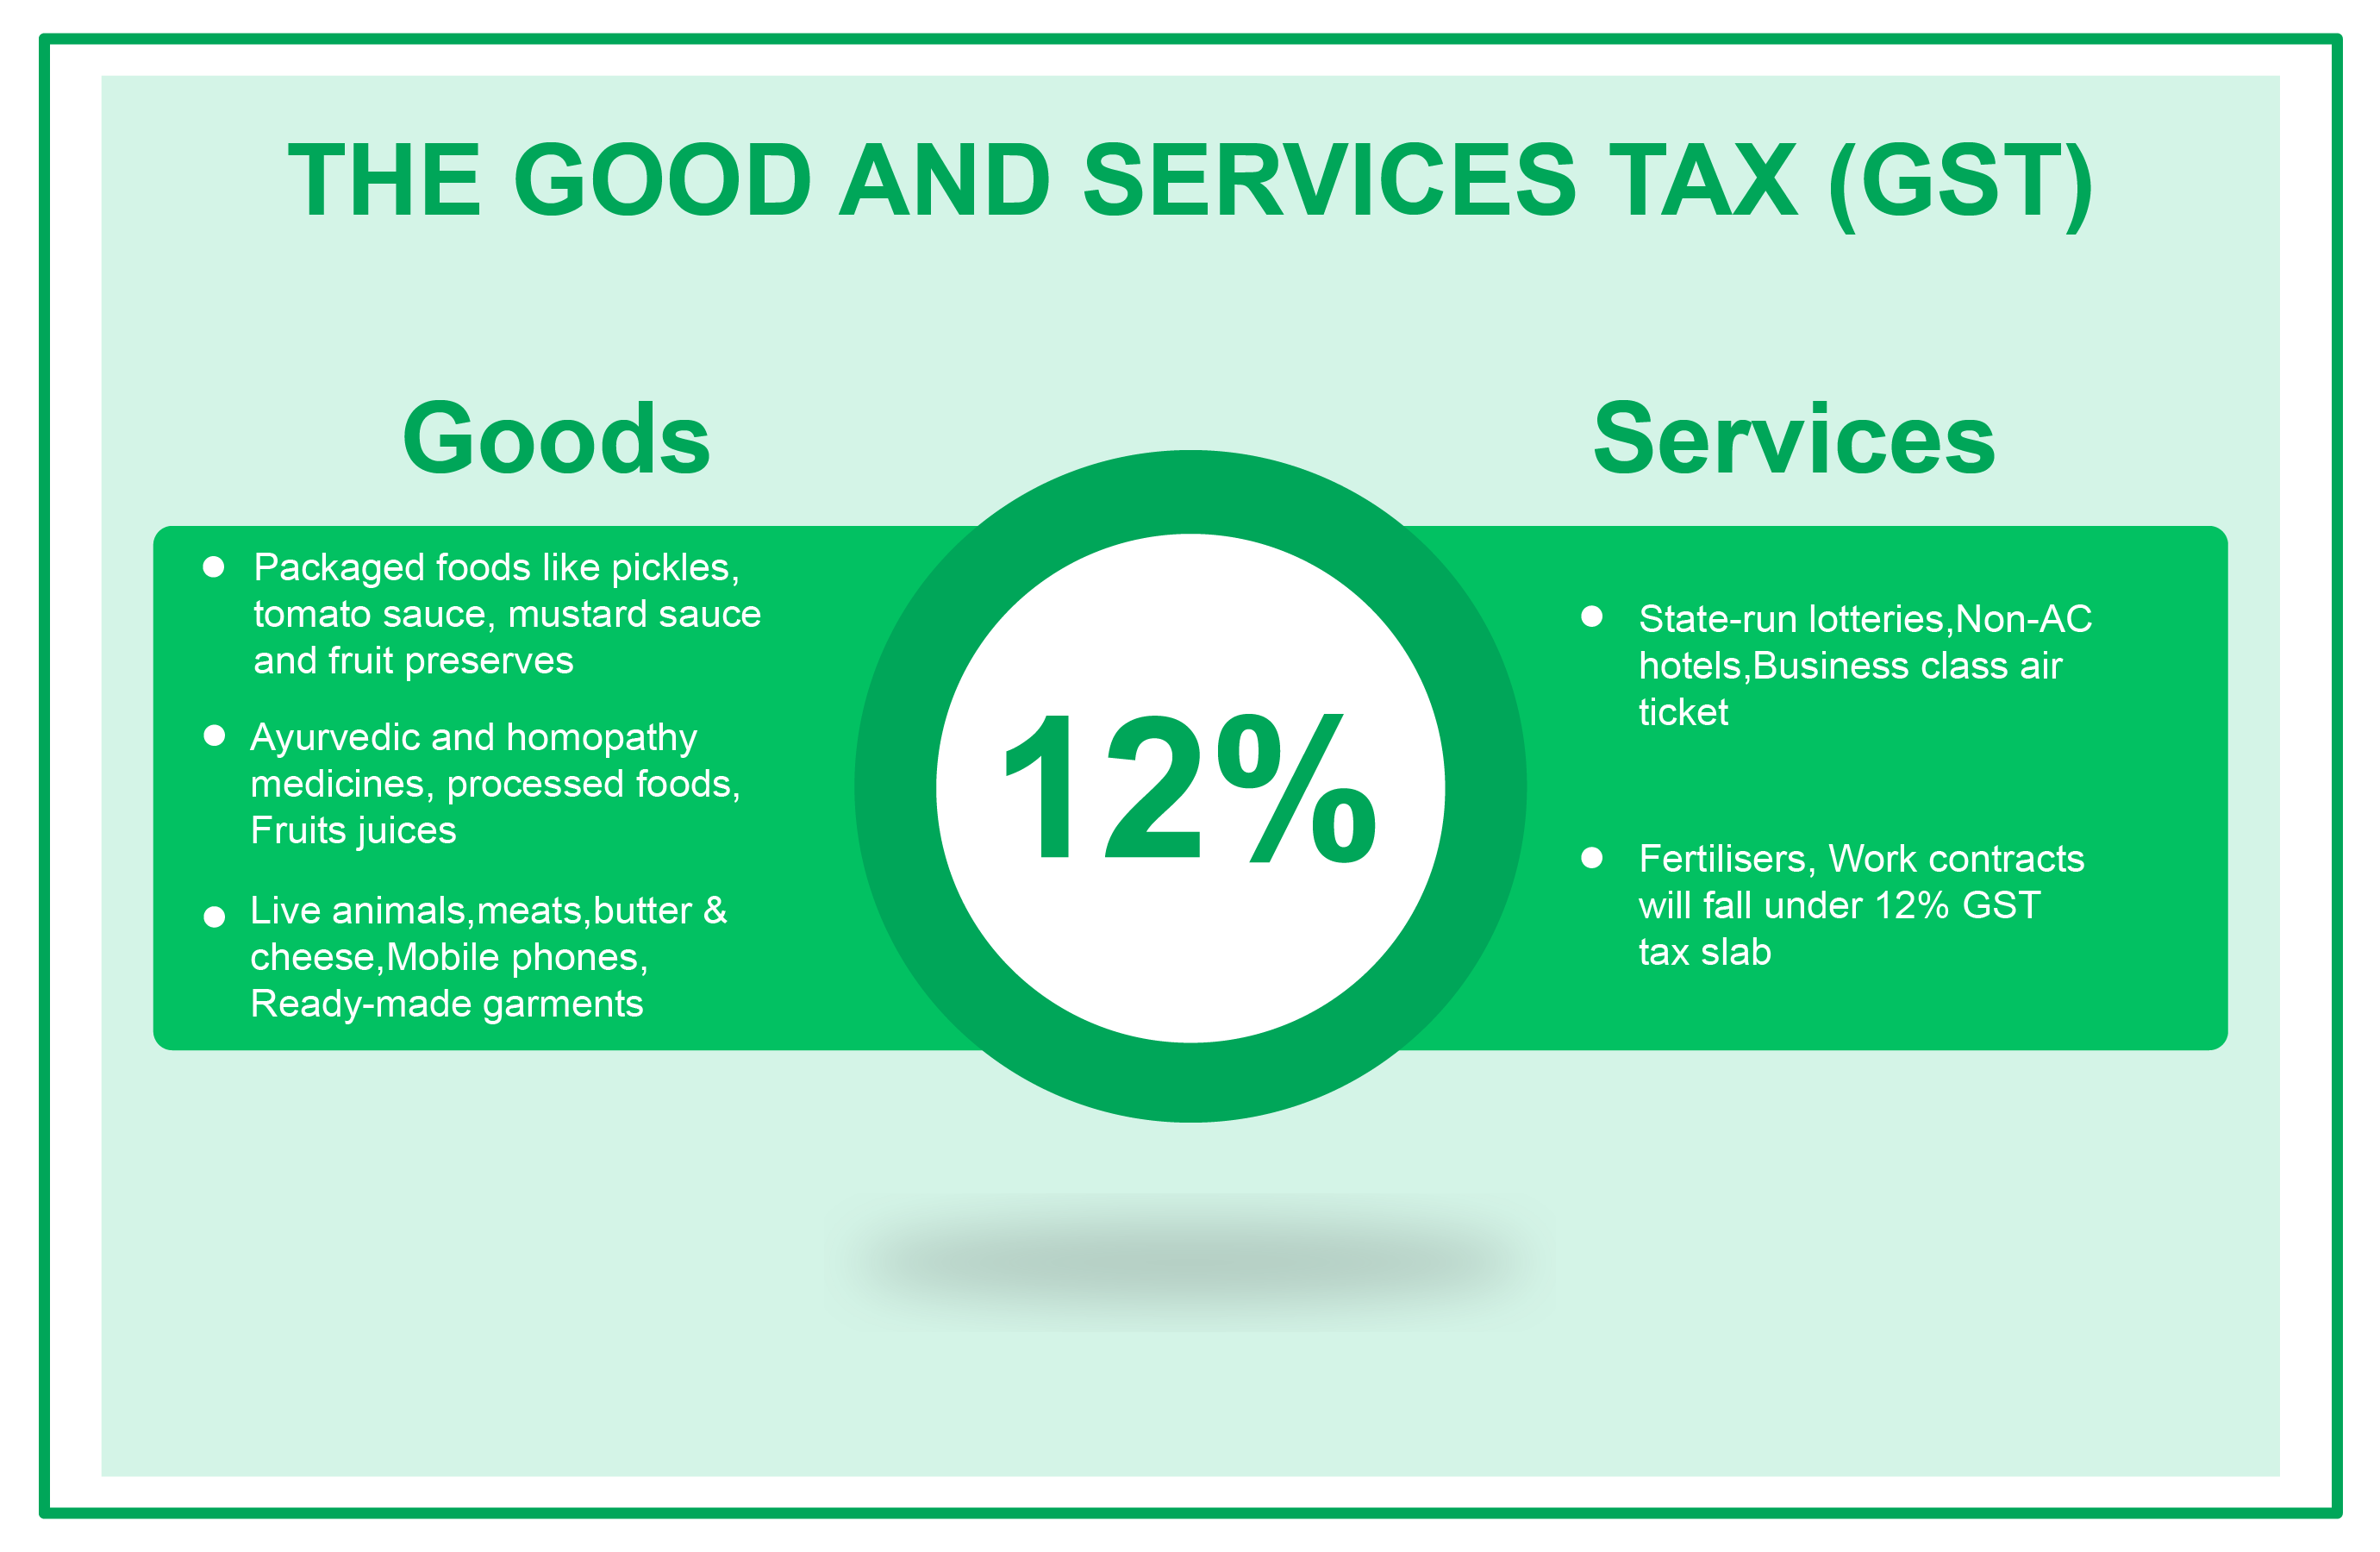 THE GOOD AND SERVICES TAX (GST)
Goods
Packaged foods like pickles,
tomato sauce, mustard sauce
and fruit preserves
Ayurvedic and homopathy
medicines, processed foods,
Fruits juices
Live animals,meats,butter &
cheese,Mobile phones,
Ready-made garments
12%
Services
State-run lotteries,Non-AC
hotels,Business class air
ticket
Fertilisers, Work contracts
will fall under 12% GST
tax slab